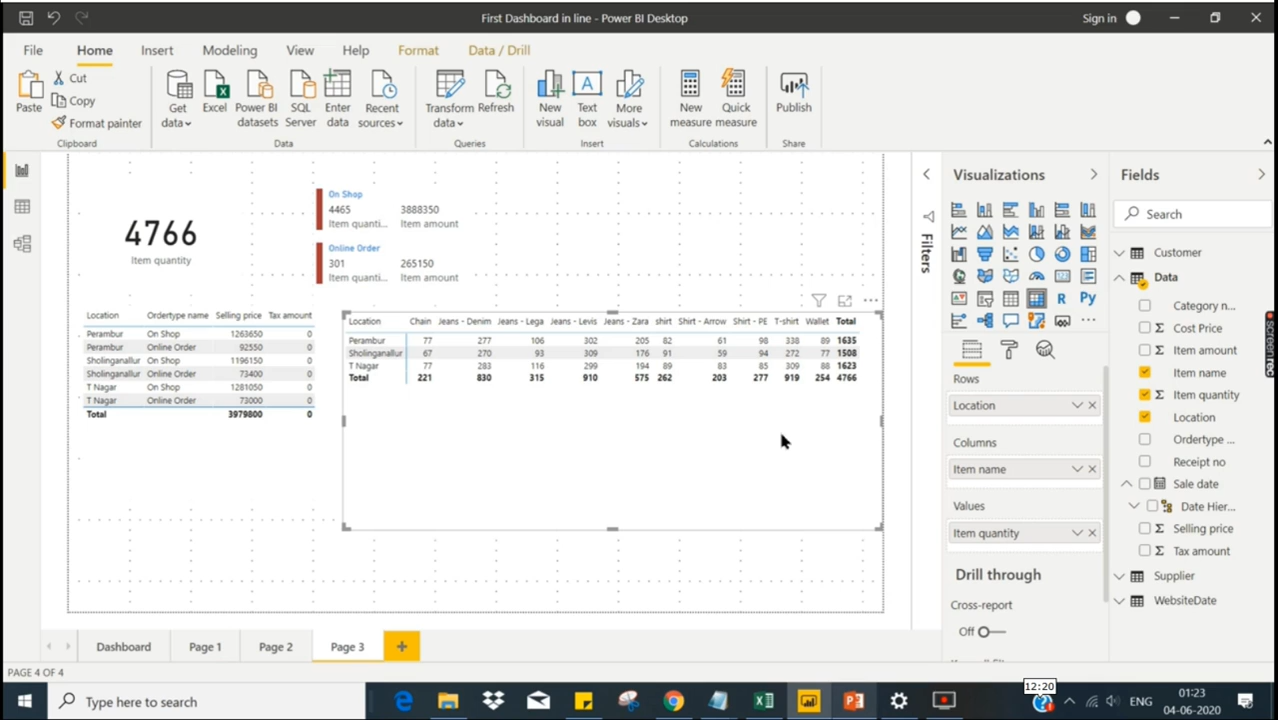 First Dashboard in line - Power BI Desktop
Sign in
File Home Insert Modeling View Help Format Data / Drill
Paste
Cut
Copy
Format painter
Get data
Excel
Power BI datasets
SQL Server
Enter data
Recent sources
Transform data
Refresh
New visual
Text box
More visuals
New measure
Quick measure
Publish
Clipboard Data Queries Insert Calculations Share
4766
Item quantity
On Shop
4465 3888350
Item quanti... Item amount
Online Order
301 265150
Item quanti... Item amount
Location Ordertype name Selling price Tax amount
Perambur On Shop 1263650 0
Perambur Online Order 92550 0
Sholinganallur On Shop 1196150 0
Sholinganallur Online Order 73400 0
T Nagar On Shop 1281050 0
T Nagar Online Order 73000 0
Total 3979800 0
Location Chain Jeans - Denim Jeans - Lega Jeans - Levis Jeans - Zara shirt Shirt - Arrow Shirt - PE T-shirt Wallet Total
Perambur 77 277 106 302 205 82 61 98 338 89 1635
Sholinganallur 67 270 93 309 176 91 59 94 272 77 1508
T Nagar 77 283 116 299 194 89 83 85 309 88 1623
Total 221 830 315 910 575 262 203 277 919 254 4766
Filters
Visualizations
R Py
Rows
Location
Columns
Item name
Values
Item quantity
Drill through
Cross-report
Off
Fields
Search
Customer
Data
Category n...
Cost Price
Item amount
Item name
Item quantity
Location
Ordertype ...
Receipt no
Sale date
Date Hier...
Selling price
Tax amount
Supplier
WebsiteDate
screenrec
Dashboard Page 1 Page 2 Page 3 +
PAGE 4 OF 4
Type here to search
12:20
ENG
01:23
04-06-2020